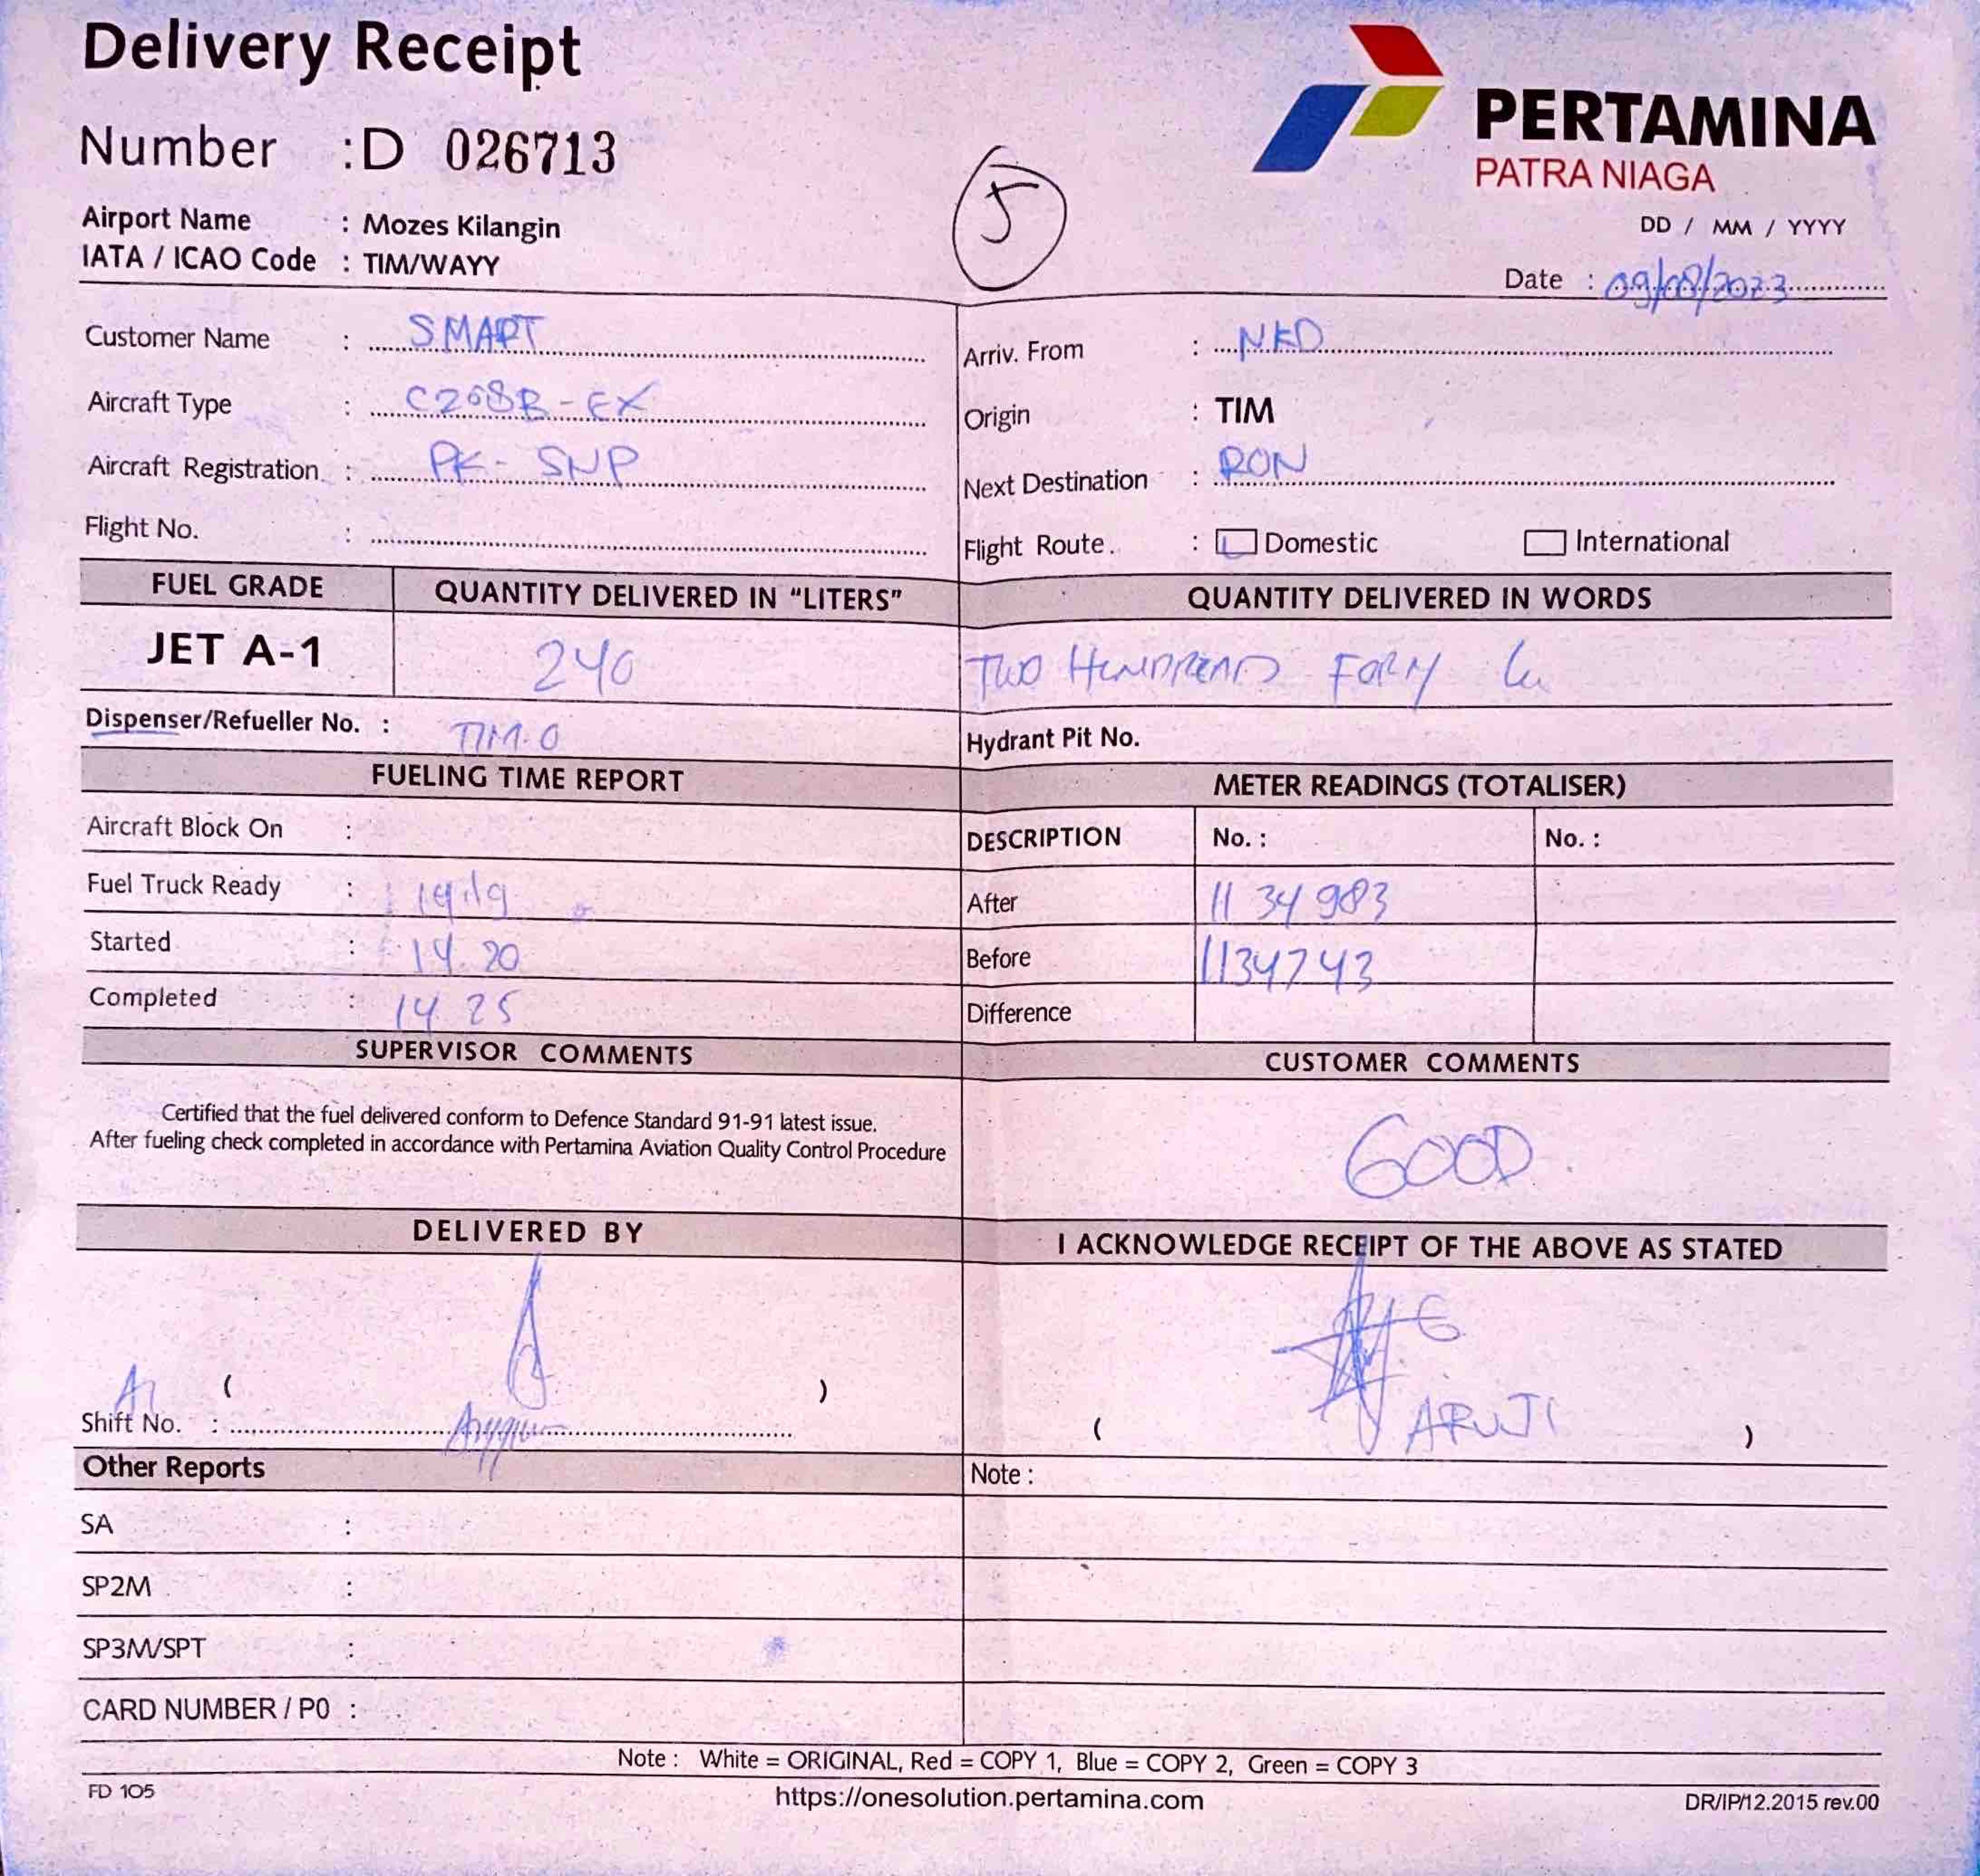 Delivery Receipt
Number : D 026713
PERTAMINA
PATRA NIAGA
5
Airport Name : Mozes Kilangin
IATA / ICAO Code : TIM/WAYY
DD / MM / YYYY
Date : 09/08/2023
Customer Name : SMART
Aircraft Type : C208B-EX
Aircraft Registration : PK-SNP
Flight No. :
Arriv. From : NKD
Origin : TIM
Next Destination : RON
Flight Route. : Domestic International
FUEL GRADE QUANTITY DELIVERED IN "LITERS" QUANTITY DELIVERED IN WORDS
JET A-1 240 TWO HUNDREAD FORTY
Dispenser/Refueller No. : TIM.0
Hydrant Pit No.
FUELING TIME REPORT
Aircraft Block On :
Fuel Truck Ready : 14.19
Started : 14.20
Completed : 14 25
METER READINGS (TOTALISER)
DESCRIPTION No. : No. :
After 1134983
Before 1134743
Difference
SUPERVISOR COMMENTS
Certified that the fuel delivered conform to Defence Standard 91-91 latest issue.
After fueling check completed in accordance with Pertamina Aviation Quality Control Procedure
CUSTOMER COMMENTS
GOOD
DELIVERED BY
( )
Shift No. :
I ACKNOWLEDGE RECEIPT OF THE ABOVE AS STATED
( ARUJI )
Other Reports
SA :
SP2M :
SP3M/SPT :
CARD NUMBER / P0 :
Note :
Note : White = ORIGINAL, Red = COPY 1, Blue = COPY 2, Green = COPY 3
FD 105
https://onesolution.pertamina.com
DR/IP/12.2015 rev.00